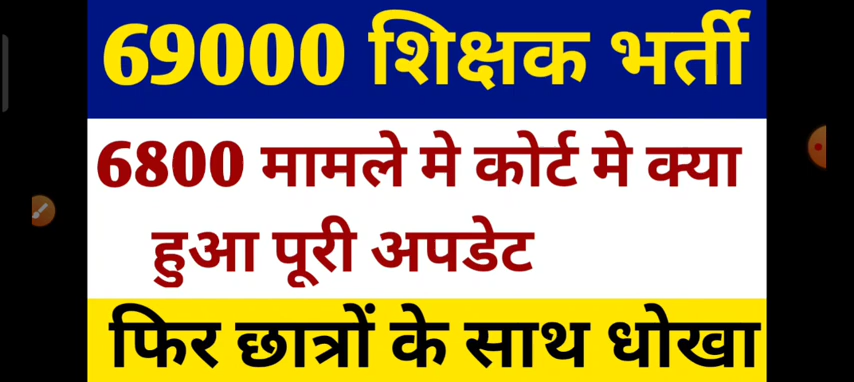 69000 शिक्षक भर्ती
6800 मामले मे कोर्ट मे क्या
हुआ पूरी अपडेट
फिर छात्रों के साथ धोखा